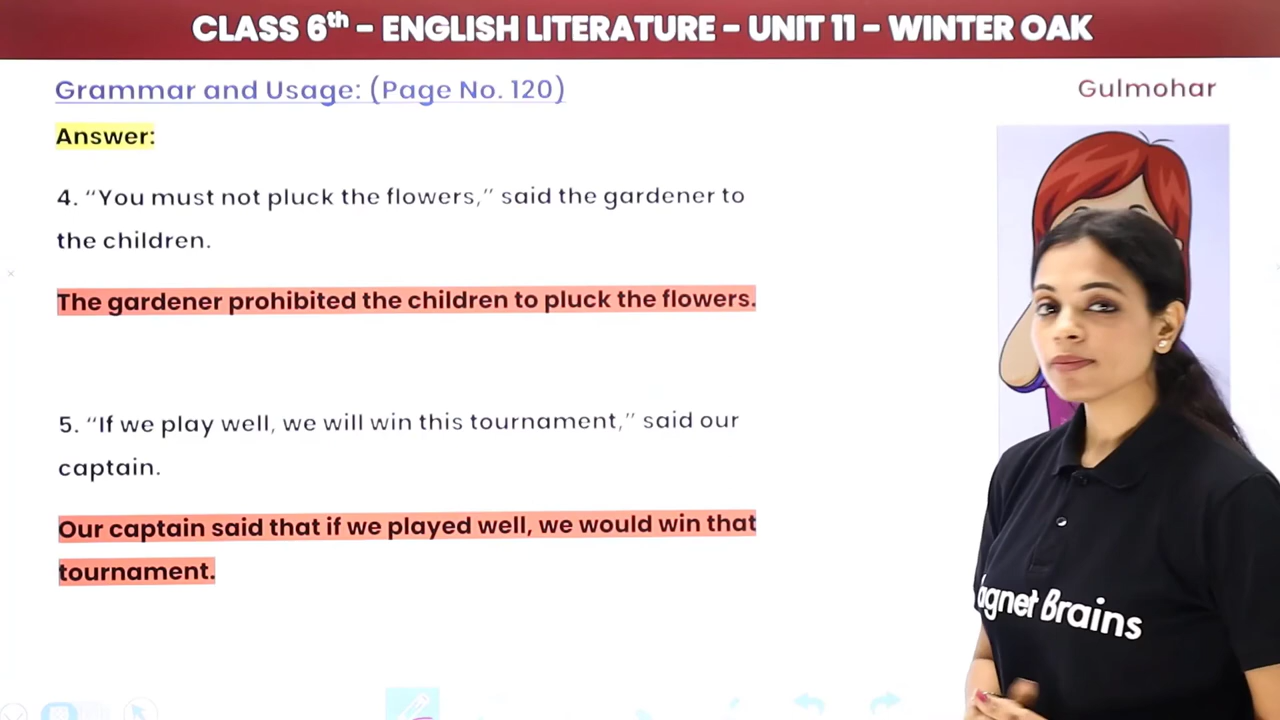 CLASS 6th – ENGLISH LITERATURE – UNIT 11 – WINTER OAK
Grammar and Usage: (Page No. 120)
Gulmohar
Answer:
4. “You must not pluck the flowers,” said the gardener to
the children.
The gardener prohibited the children to pluck the flowers.
5. “If we play well, we will win this tournament,” said our
captain.
Our captain said that if we played well, we would win that
tournament.
agnet Brains